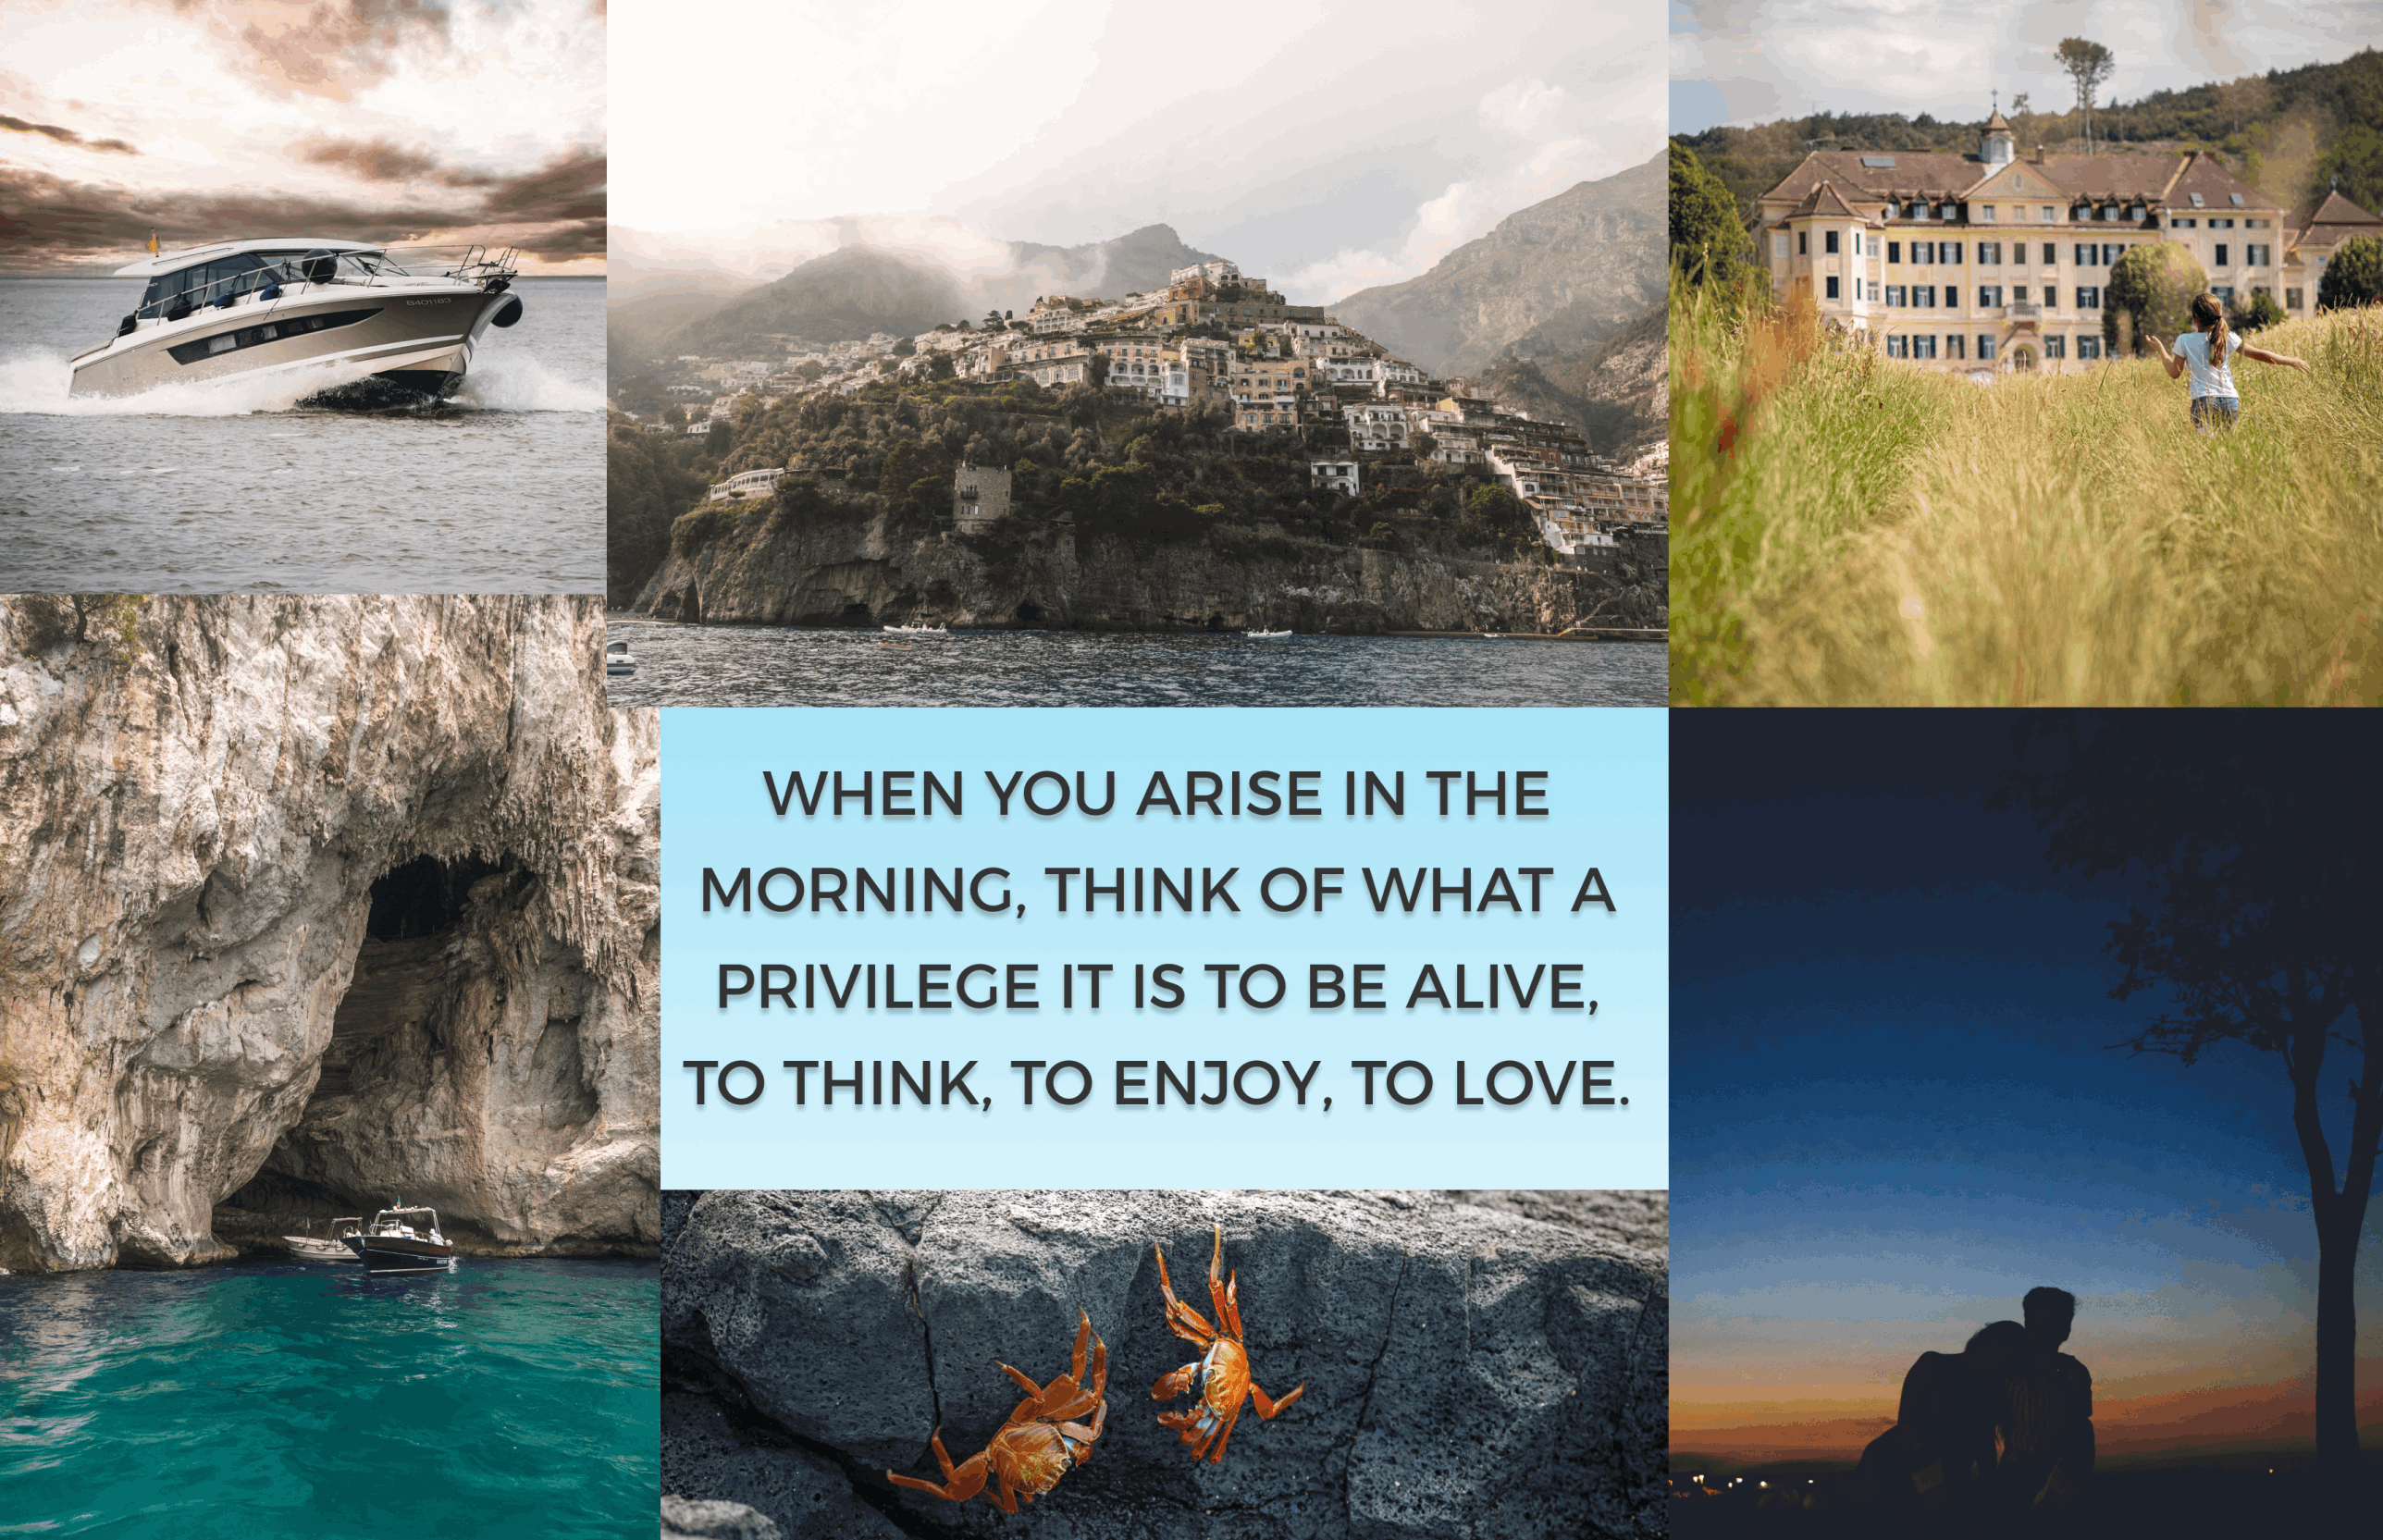 B401183
WHEN YOU ARISE IN THE
MORNING, THINK OF WHAT A
PRIVILEGE IT IS TO BE ALIVE,
TO THINK, TO ENJOY, TO LOVE.